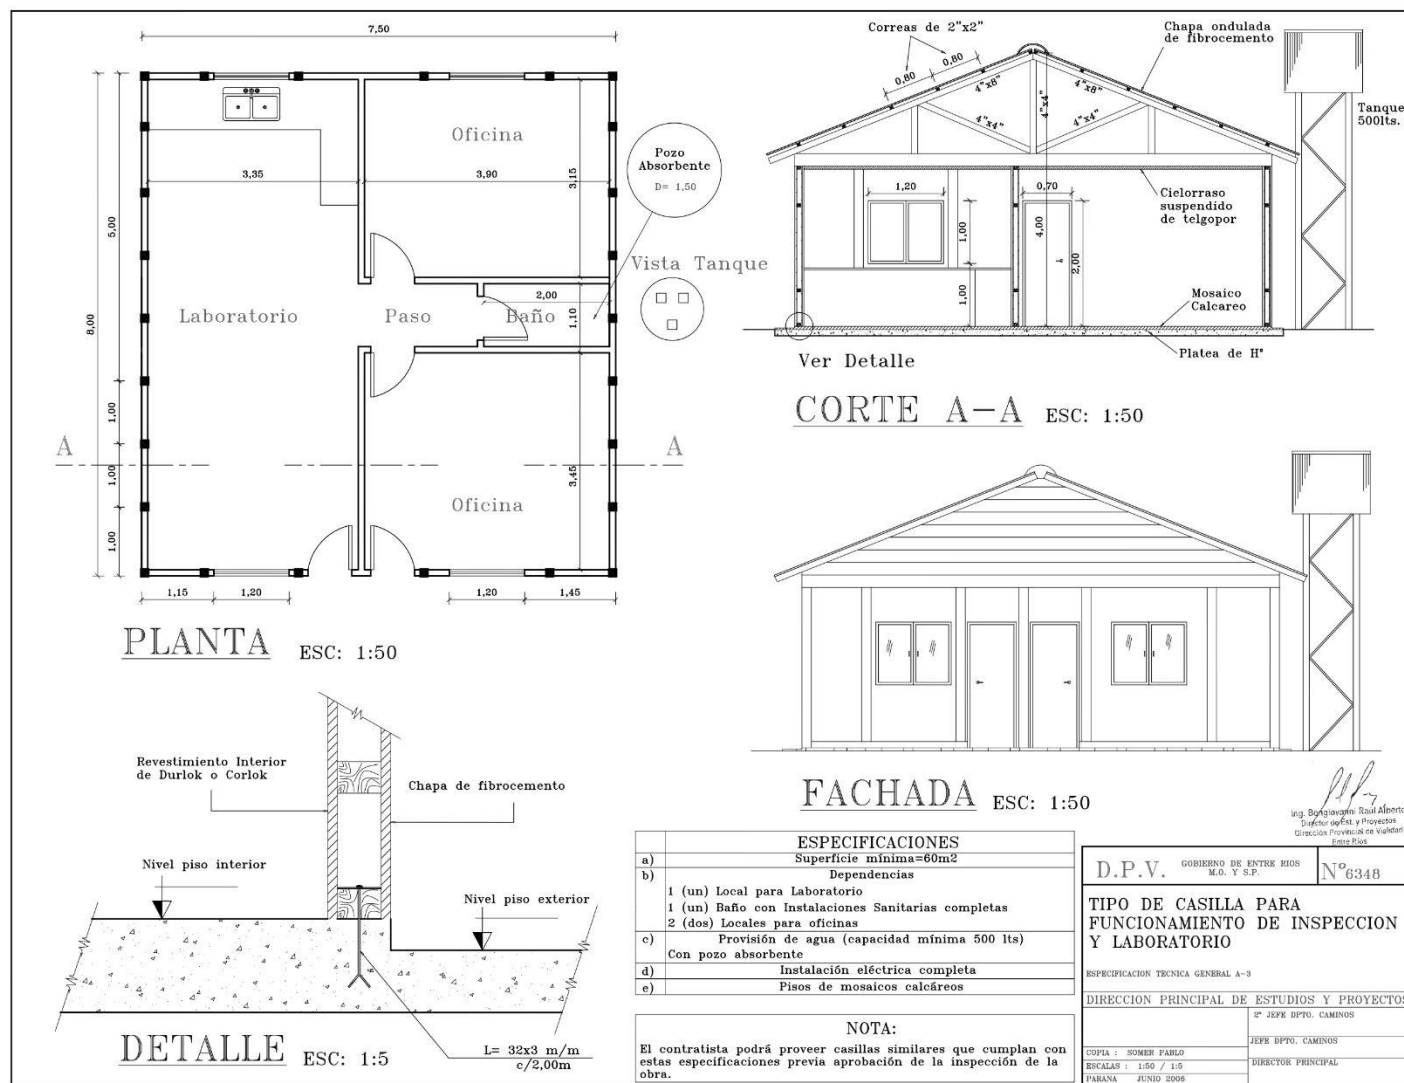 7,50
Oficina
3,35
3,90
3,15
5,00
8,00
Laboratorio
Paso
Baño
2,00
1,10
1,00
1,00
1,00
A
A
3,45
Oficina
1,15
1,20
1,20
1,45
PLANTA ESC: 1:50
Pozo
Absorbente
D= 1,50
Vista Tanque
Correas de 2"x2"
0,80
0,80
Chapa ondulada
de fibrocemento
4"x8"
4"x8"
4"x4"
4"x4"
4"x4"
Tanque
500lts.
1,20
0,70
Cielorraso
suspendido
de telgopor
1,00
4,00
2,00
1,00
Mosaico
Calcareo
Ver Detalle
Platea de Hº
CORTE A-A ESC: 1:50
FACHADA ESC: 1:50
Revestimiento Interior
de Durlok o Corlok
Chapa de fibrocemento
Nivel piso interior
Nivel piso exterior
L= 32x3 m/m
c/2,00m
DETALLE ESC: 1:5
ESPECIFICACIONES
a) Superficie mínima=60m2
b) Dependencias
1 (un) Local para Laboratorio
1 (un) Baño con Instalaciones Sanitarias completas
2 (dos) Locales para oficinas
c) Provisión de agua (capacidad mínima 500 lts)
Con pozo absorbente
d) Instalación eléctrica completa
e) Pisos de mosaicos calcáreos
NOTA:
El contratista podrá proveer casillas similares que cumplan con
estas especificaciones previa aprobación de la inspección de la
obra.
Ing. Bongiovanni Raúl Alberto
Director de Est. y Proyectos
Dirección Provincial de Vialidad
Entre Ríos
D.P.V. GOBIERNO DE ENTRE RIOS
M.O. Y S.P.
Nº6348
TIPO DE CASILLA PARA
FUNCIONAMIENTO DE INSPECCION
Y LABORATORIO
ESPECIFICACION TECNICA GENERAL A-3
DIRECCION PRINCIPAL DE ESTUDIOS Y PROYECTOS
2º JEFE DPTO. CAMINOS
JEFE DPTO. CAMINOS
COPIA : SOMER PABLO
ESCALAS : 1:50 / 1:5
DIRECTOR PRINCIPAL
PARANA JUNIO 2006